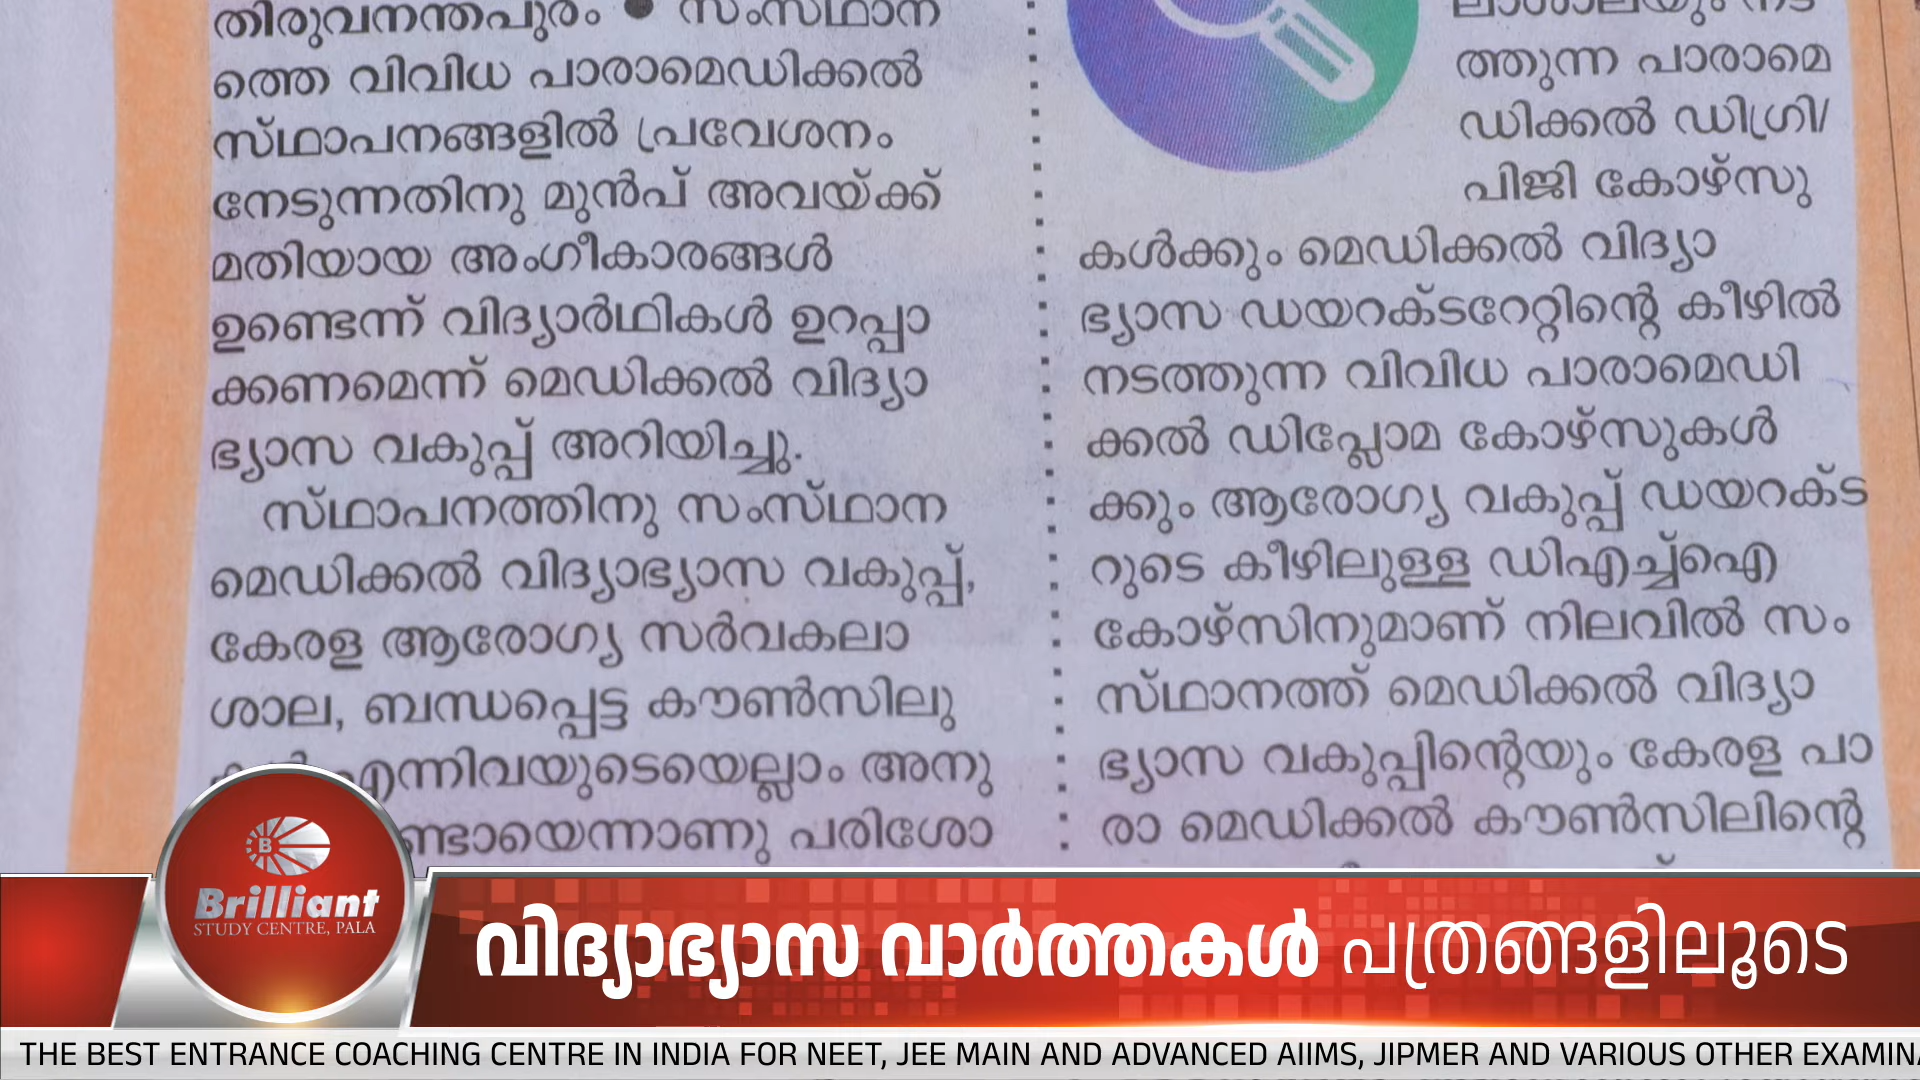 തിരുവനന്തപുരം ● സംസ്ഥാന
ത്തെ വിവിധ പാരാമെഡിക്കൽ
സ്ഥാപനങ്ങളിൽ പ്രവേശനം
നേടുന്നതിനു മുൻപ് അവയ്ക്ക്
മതിയായ അംഗീകാരങ്ങൾ
ഉണ്ടെന്ന് വിദ്യാർഥികൾ ഉറപ്പാ
ക്കണമെന്ന് മെഡിക്കൽ വിദ്യാ
ഭ്യാസ വകുപ്പ് അറിയിച്ചു.
സ്ഥാപനത്തിനു സംസ്ഥാന
മെഡിക്കൽ വിദ്യാഭ്യാസ വകുപ്പ്,
കേരള ആരോഗ്യ സർവകലാ
ശാല, ബന്ധപ്പെട്ട കൗൺസിലു
എന്നിവയുടെയെല്ലാം അനു
ണ്ടായെന്നാണു പരിശോ
ലാശാലയും നട
ത്തുന്ന പാരാമെ
ഡിക്കൽ ഡിഗ്രി/
പിജി കോഴ്സു
കൾക്കും മെഡിക്കൽ വിദ്യാ
ഭ്യാസ ഡയറക്ടറേറ്റിന്റെ കീഴിൽ
നടത്തുന്ന വിവിധ പാരാമെഡി
ക്കൽ ഡിപ്ലോമ കോഴ്സുകൾ
ക്കും ആരോഗ്യ വകുപ്പ് ഡയറക്ട
റുടെ കീഴിലുള്ള ഡിഎച്ച്ഐ
കോഴ്സിനുമാണ് നിലവിൽ സം
സ്ഥാനത്ത് മെഡിക്കൽ വിദ്യാ
ഭ്യാസ വകുപ്പിന്റെയും കേരള പാ
രാ മെഡിക്കൽ കൗൺസിലിന്റെ
B
Brilliant
STUDY CENTRE, PALA
വിദ്യാഭ്യാസ വാർത്തകൾ പത്രങ്ങളിലൂടെ
THE BEST ENTRANCE COACHING CENTRE IN INDIA FOR NEET, JEE MAIN AND ADVANCED AIIMS, JIPMER AND VARIOUS OTHER EXAMINA